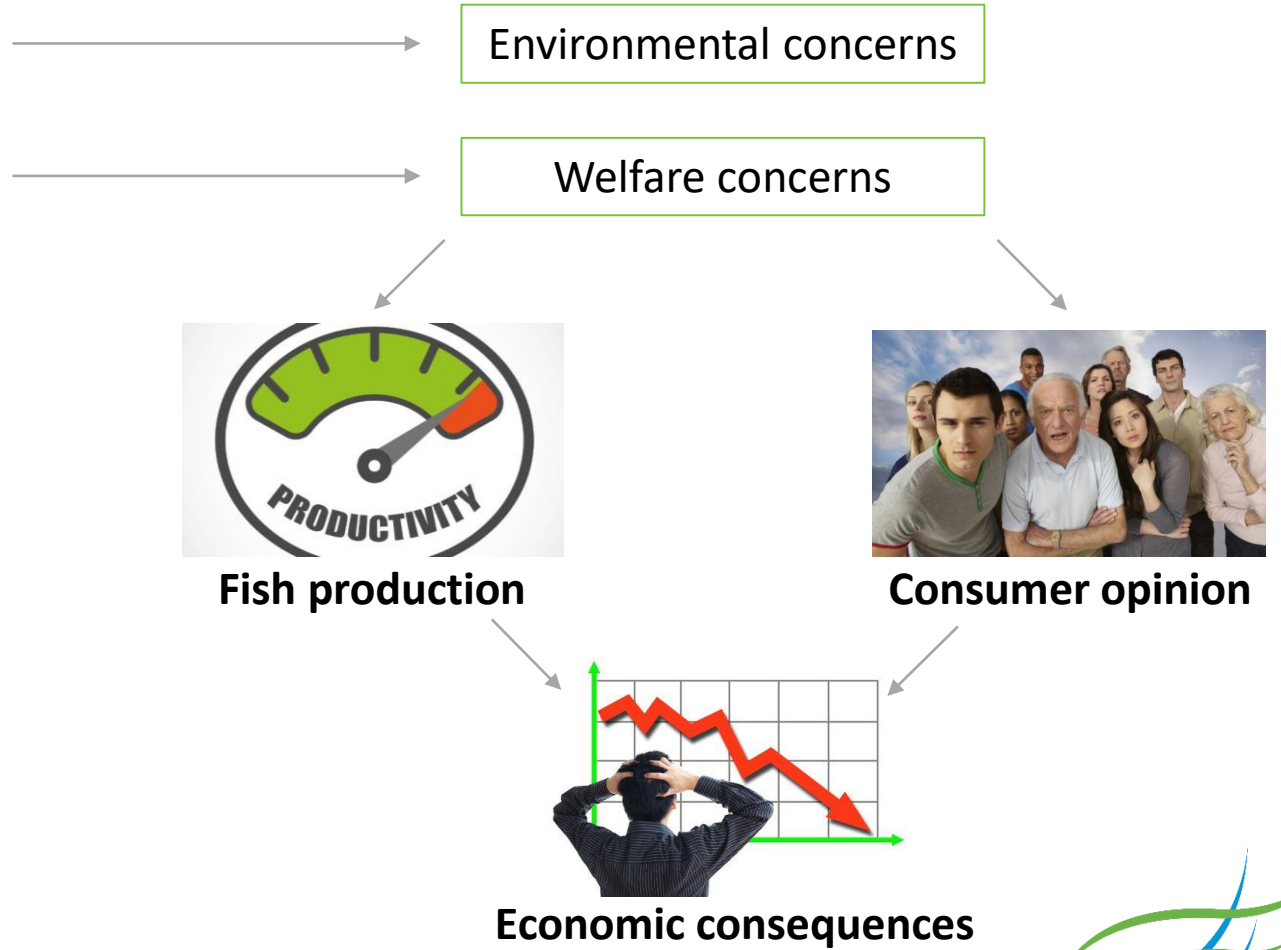 Environmental concerns
Welfare concerns
PRODUCTIVITY
Fish production
Consumer opinion
Economic consequences